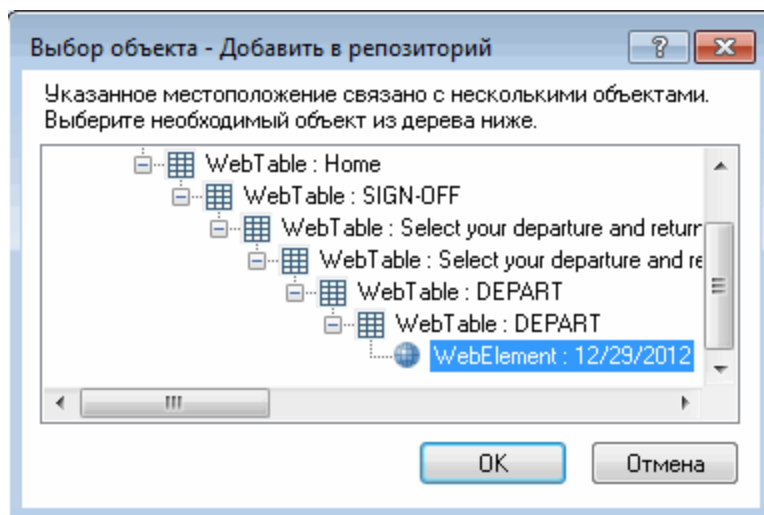 Выбор объекта - Добавить в репозиторий
Указанное местоположение связано с несколькими объектами.
Выберите необходимый объект из дерева ниже.
WebTable : Home
WebTable : SIGN-OFF
WebTable : Select your departure and return
WebTable : Select your departure and re
WebTable : DEPART
WebTable : DEPART
WebElement : 12/29/2012
OK Отмена